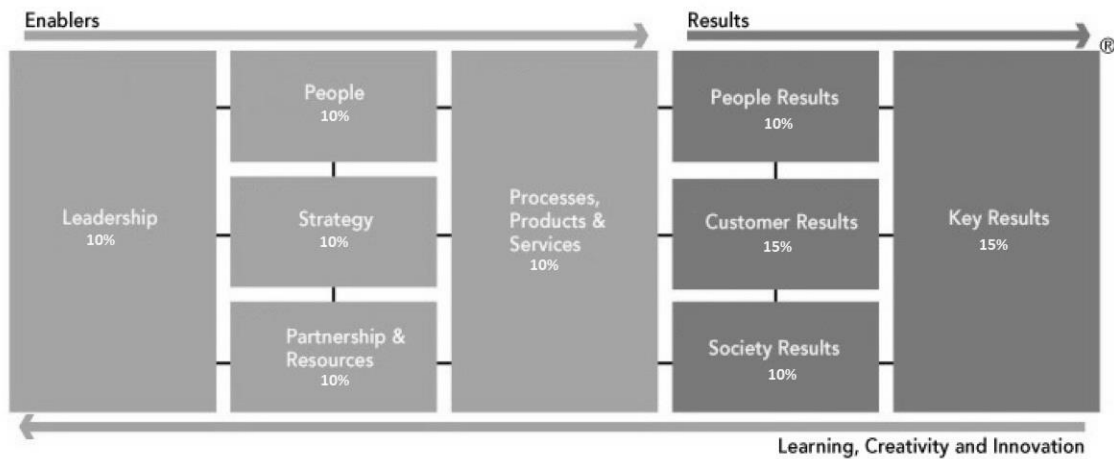 Enablers
Results
®
Leadership
10%
People
10%
Strategy
10%
Partnership &
Resources
10%
Processes,
Products &
Services
10%
People Results
10%
Customer Results
15%
Society Results
10%
Key Results
15%
Learning, Creativity and Innovation